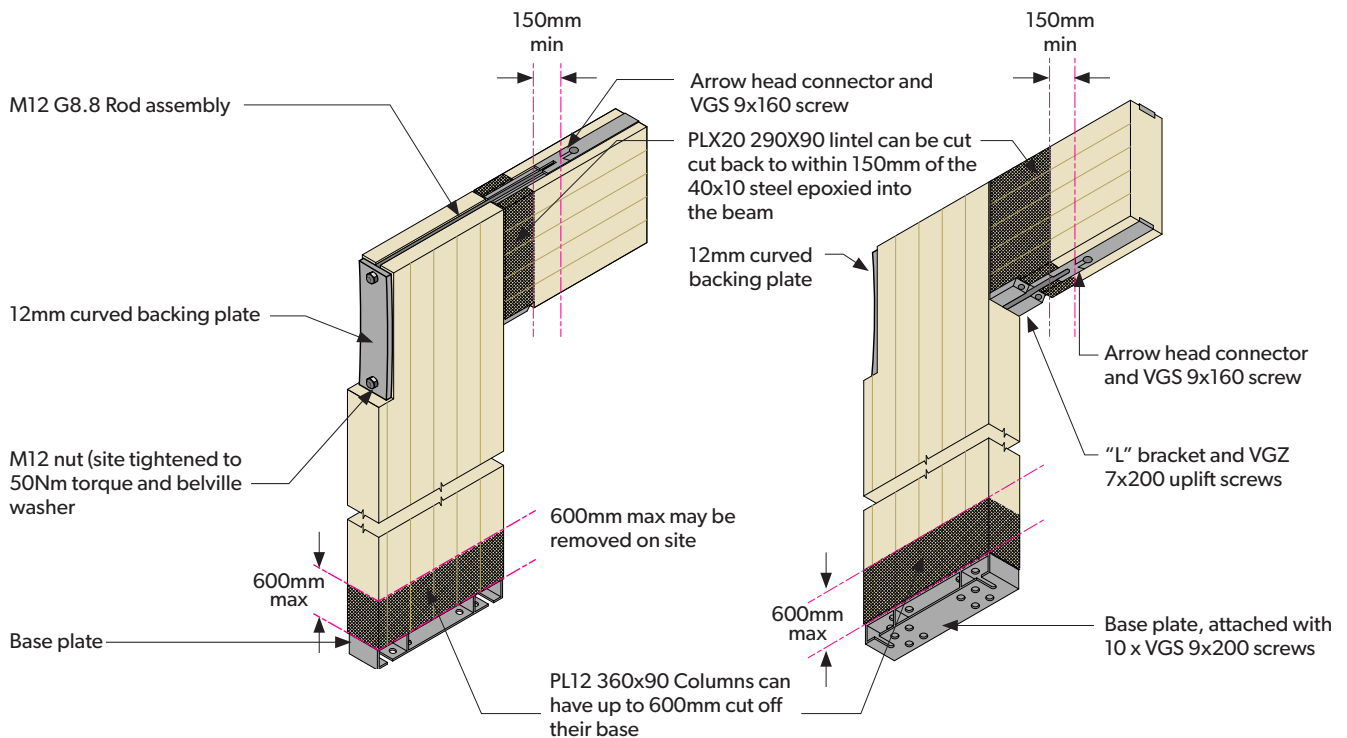 150mm
min
150mm
min
M12 G8.8 Rod assembly
Arrow head connector and
VGS 9x160 screw
PLX20 290X90 lintel can be cut
cut back to within 150mm of the
40x10 steel epoxied into
the beam
12mm curved
backing plate
12mm curved backing plate
Arrow head connector
and VGS 9x160 screw
M12 nut (site tightened to
50Nm torque and belville
washer
"L" bracket and VGZ
7x200 uplift screws
600mm max may be
removed on site
600mm
max
600mm
max
Base plate
Base plate, attached with
10 x VGS 9x200 screws
PL12 360x90 Columns can
have up to 600mm cut off
their base